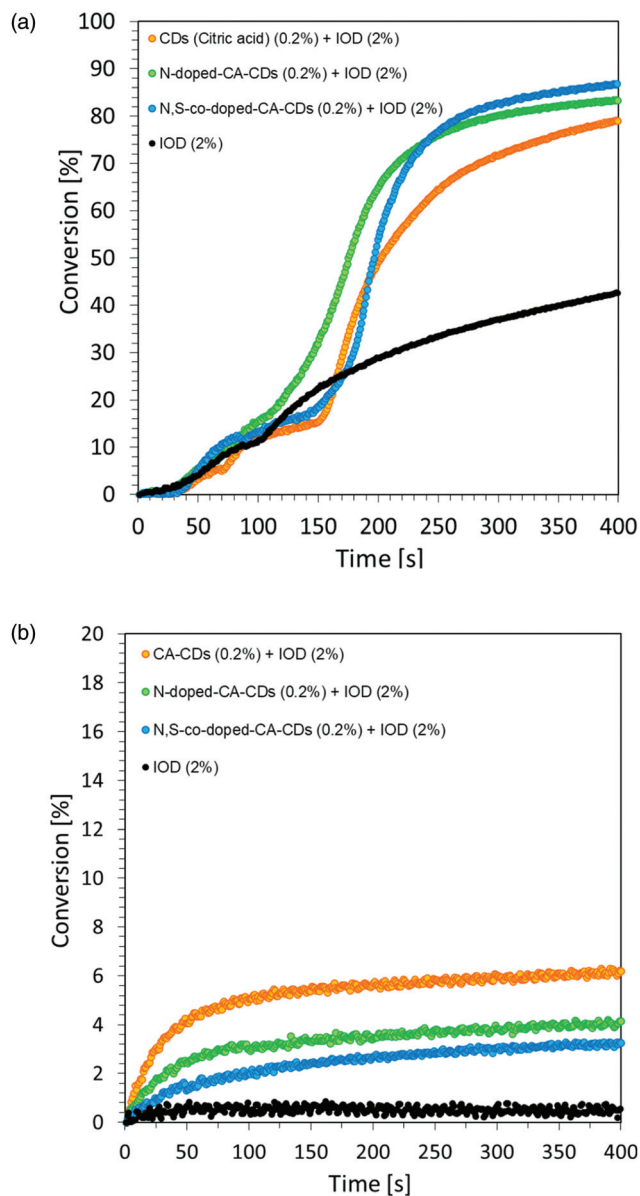 (a)
100
90
80
70
60
50
40
30
20
10
0
Conversion [%]
CDs (Citric acid) (0.2%) + IOD (2%)
N-doped-CA-CDs (0.2%) + IOD (2%)
N,S-co-doped-CA-CDs (0.2%) + IOD (2%)
IOD (2%)
0 50 100 150 200 250 300 350 400
Time [s]
(b)
20
18
16
14
12
10
8
6
4
2
0
Conversion [%]
CA-CDs (0.2%) + IOD (2%)
N-doped-CA-CDs (0.2%) + IOD (2%)
N,S-co-doped-CA-CDs (0.2%) + IOD (2%)
IOD (2%)
0 50 100 150 200 250 300 350 400
Time [s]